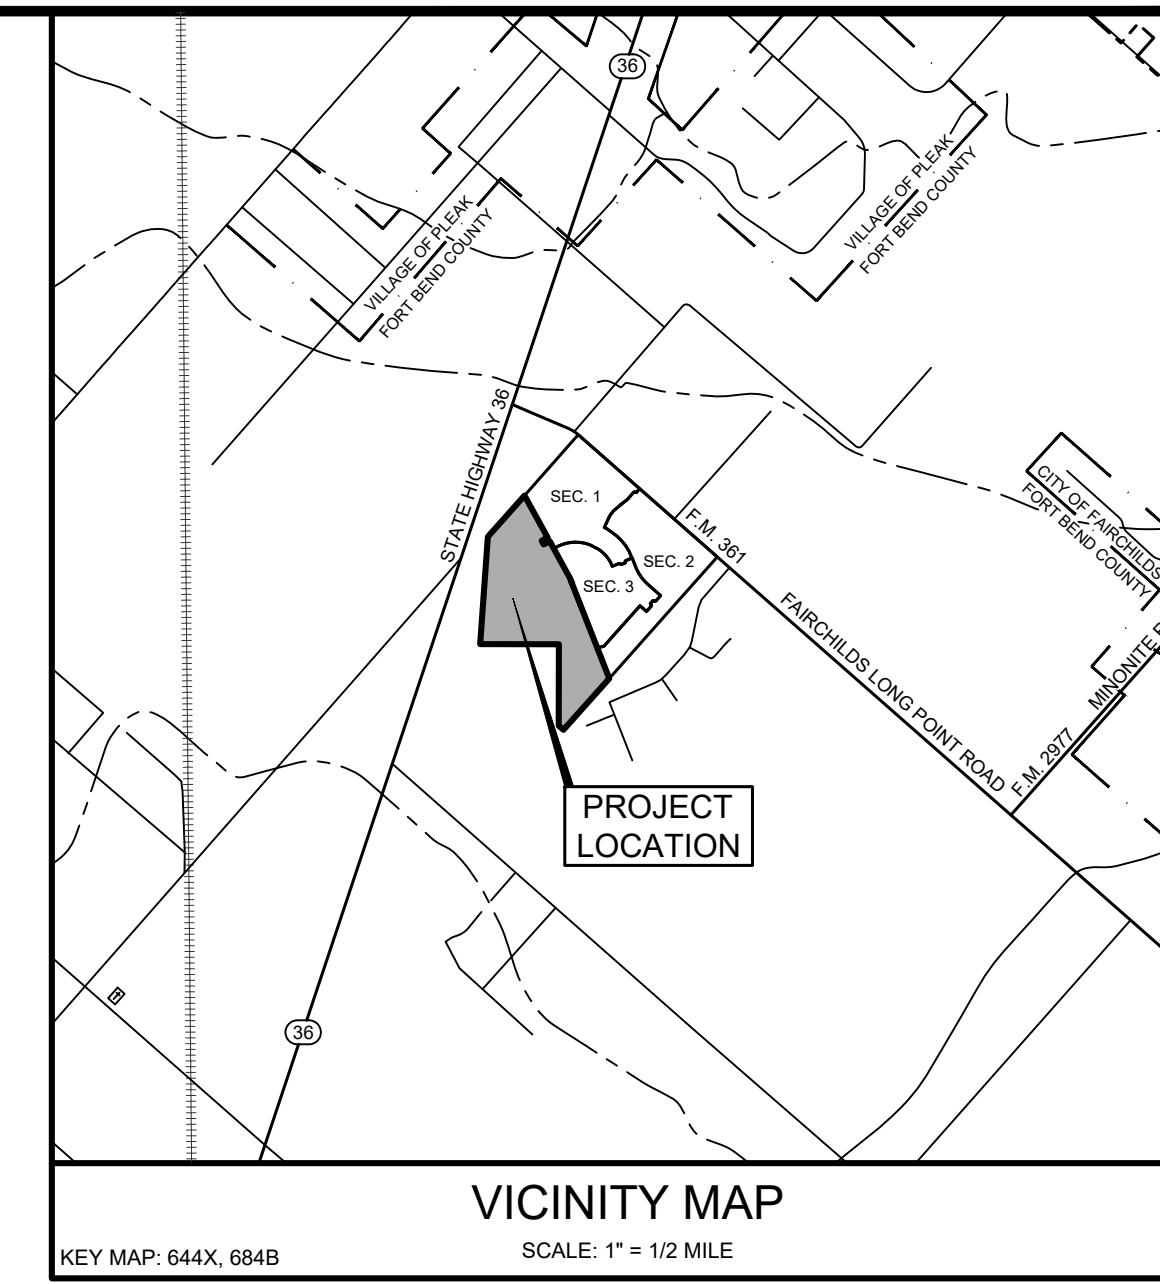 36
VILLAGE OF PLEAK
FORT BEND COUNTY
VILLAGE OF PLEAK
FORT BEND COUNTY
STATE HIGHWAY 36
SEC. 1
SEC. 2
SEC. 3
F.M. 361
CITY OF FAIRCHILDS
FORT BEND COUNTY
FAIRCHILDS LONG POINT ROAD
MINONITE
F.M. 2977
PROJECT
LOCATION
36
VICINITY MAP
SCALE: 1" = 1/2 MILE
KEY MAP: 644X, 684B